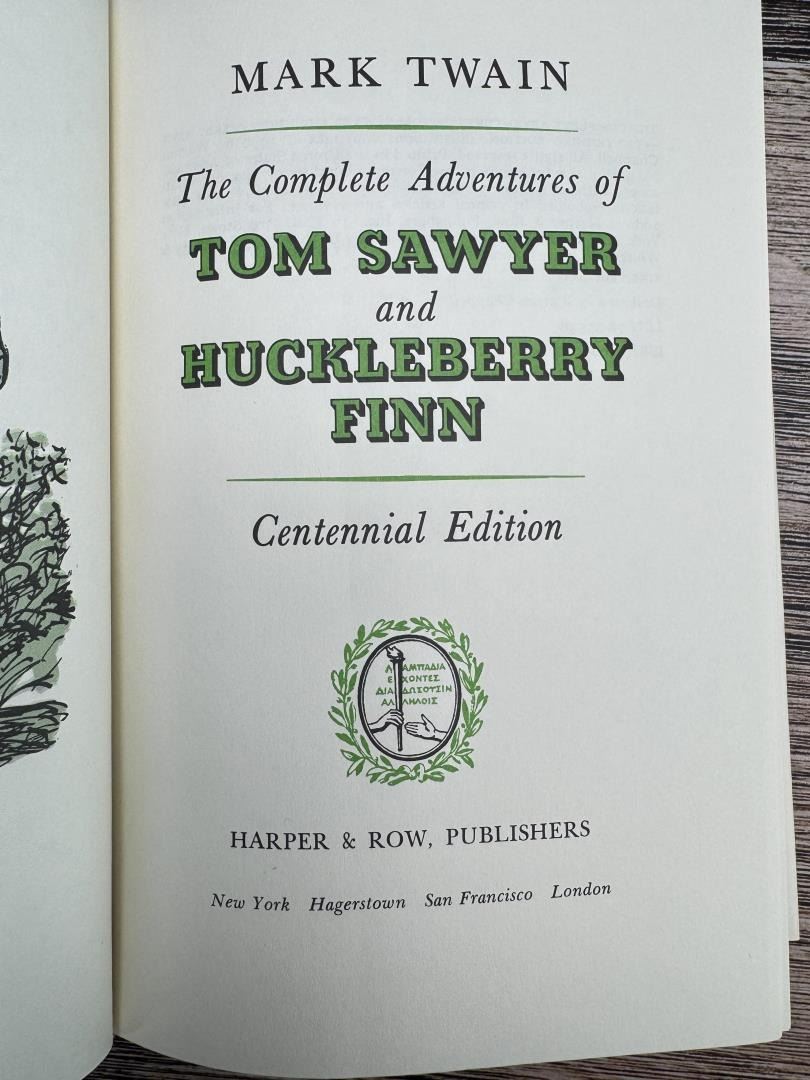 MARK TWAIN
The Complete Adventures of
TOM SAWYER
and
HUCKLEBERRY
FINN
Centennial Edition
ΛΑΜΠΑΔΙΑ
ΕΧΟΝΤΕΣ
ΔΙΑΔΩΣΟΥΣΙΝ
ΑΛΛΗΛΟΙΣ
HARPER & ROW, PUBLISHERS
New York Hagerstown San Francisco London